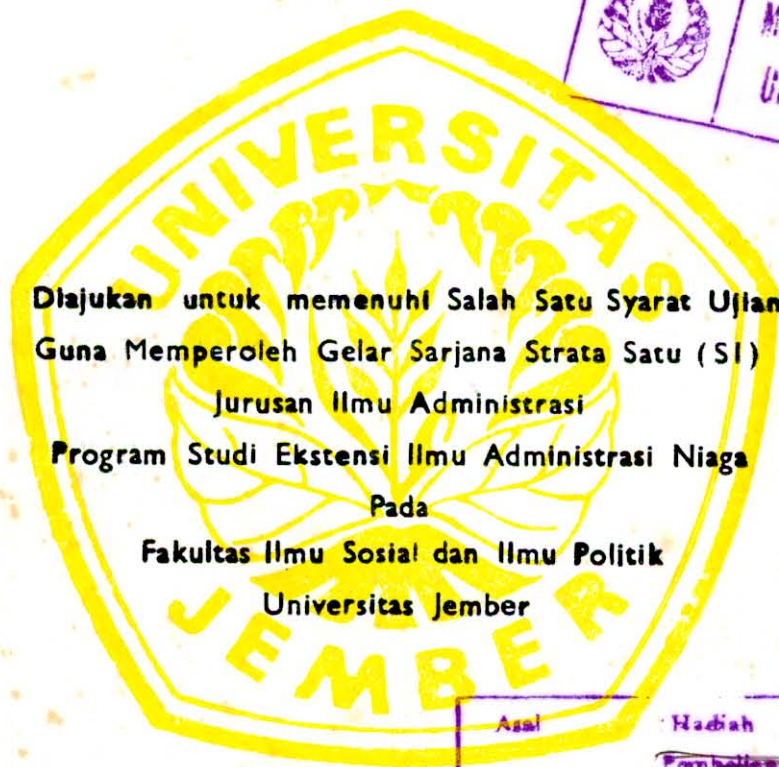 UNIVERSITAS
Diajukan untuk memenuhi Salah Satu Syarat Ujian
Guna Memperoleh Gelar Sarjana Strata Satu (SI)
Jurusan Ilmu Administrasi
Program Studi Ekstensi Ilmu Administrasi Niaga
Pada
Fakultas Ilmu Sosial dan Ilmu Politik
Universitas Jember
JEMBER
Asal Hadiah